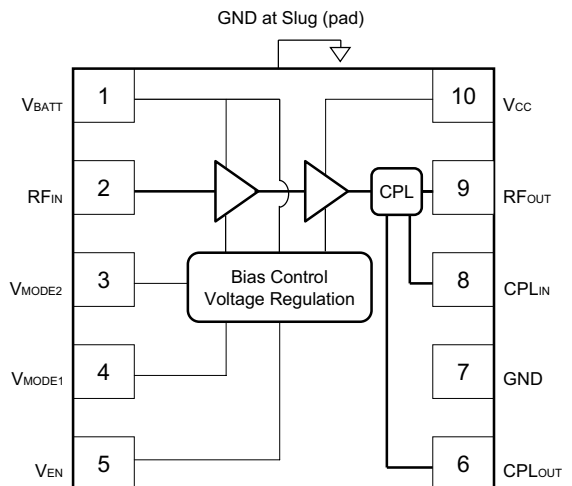 GND at Slug (pad)
VBATT
1
10
VCC
RFIN
2
CPL
9
RFOUT
VMODE2
3
Bias Control
Voltage Regulation
8
CPLIN
VMODE1
4
7
GND
VEN
5
6
CPLOUT